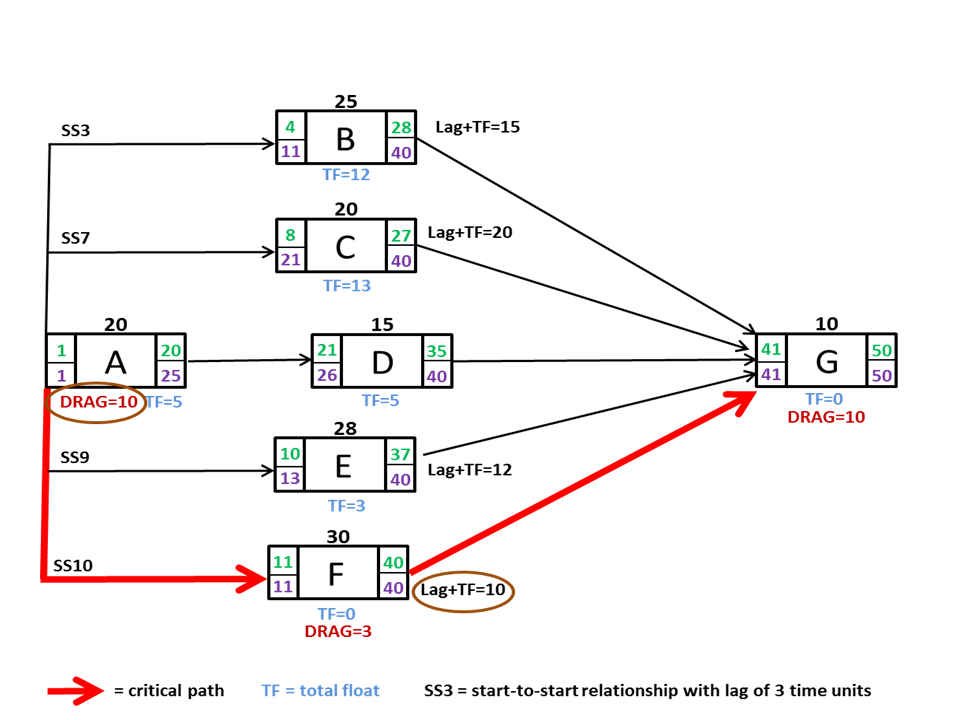 25
SS3
4
B
28
Lag+TF=15
11
40
TF=12
20
SS7
8
C
27
Lag+TF=20
21
40
TF=13
20
15
10
1
A
20
21
D
35
41
G
50
1
25
26
40
41
50
DRAG=10
TF=5
TF=5
TF=0
DRAG=10
28
SS9
10
E
37
Lag+TF=12
13
40
TF=3
30
SS10
11
F
40
11
40
Lag+TF=10
TF=0
DRAG=3
= critical path
TF = total float
SS3 = start-to-start relationship with lag of 3 time units